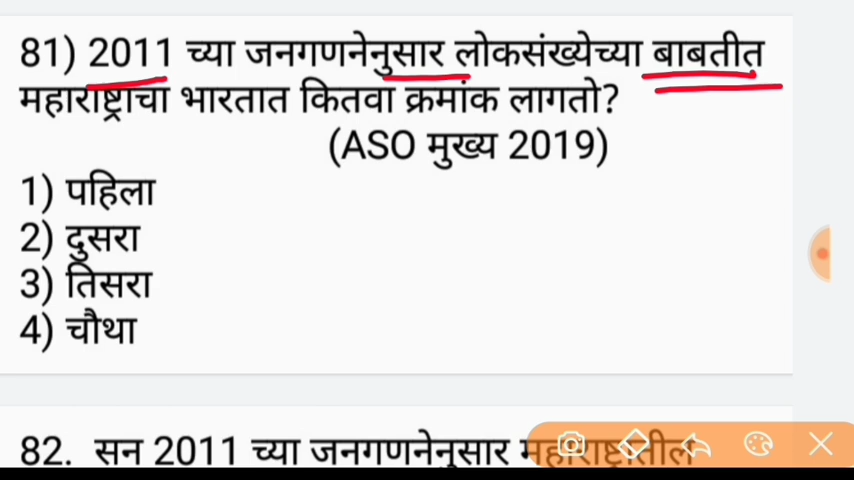 81) 2011 च्या जनगणनेनुसार लोकसंख्येच्या बाबतीत
महाराष्ट्राचा भारतात कितवा क्रमांक लागतो?
(ASO मुख्य 2019)
1) पहिला
2) दुसरा
3) तिसरा
4) चौथा
82. सन 2011 च्या जनगणनेनुसार महाराष्ट्रातील